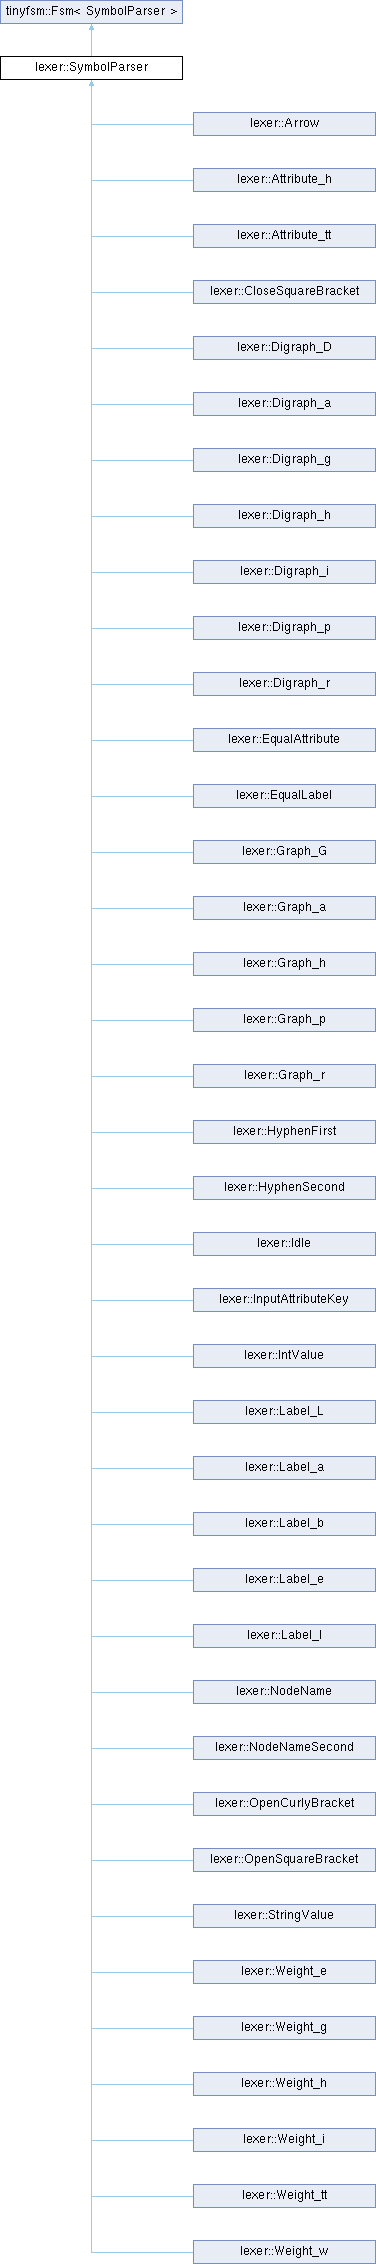 tinyfsm::Fsm< SymbolParser >
lexer::SymbolParser
lexer::Arrow
lexer::Attribute_h
lexer::Attribute_tt
lexer::CloseSquareBracket
lexer::Digraph_D
lexer::Digraph_a
lexer::Digraph_g
lexer::Digraph_h
lexer::Digraph_i
lexer::Digraph_p
lexer::Digraph_r
lexer::EqualAttribute
lexer::EqualLabel
lexer::Graph_G
lexer::Graph_a
lexer::Graph_h
lexer::Graph_p
lexer::Graph_r
lexer::HyphenFirst
lexer::HyphenSecond
lexer::Idle
lexer::InputAttributeKey
lexer::IntValue
lexer::Label_L
lexer::Label_a
lexer::Label_b
lexer::Label_e
lexer::Label_l
lexer::NodeName
lexer::NodeNameSecond
lexer::OpenCurlyBracket
lexer::OpenSquareBracket
lexer::StringValue
lexer::Weight_e
lexer::Weight_g
lexer::Weight_h
lexer::Weight_i
lexer::Weight_tt
lexer::Weight_w